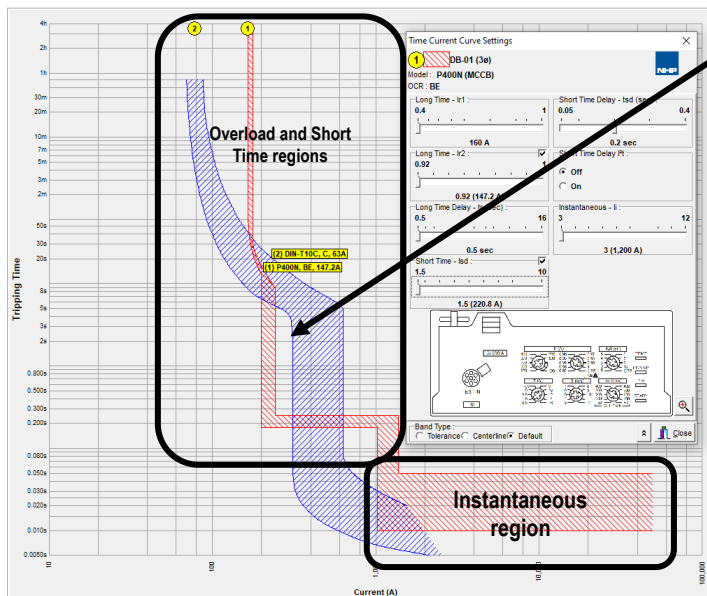 4h
2h
1h
30m
20m
10m
7m
5m
3m
2m
50s
30s
20s
8s
5s
3s
2s
0.800s
0.500s
0.300s
0.200s
0.080s
0.050s
0.030s
0.020s
0.010s
0.0050s
Tripping Time
2
1
Overload and Short
Time regions
(2) DIN-T10C, C, 63A
(1) P400N, BE, 147.2A
Instantaneous
region
10
100
10,000
100,000
Current (A)
Time Current Curve Settings
1
DB-01 (3ø)
NHP
Model : P400N (MCCB)
OCR : BE
Long Time - Ir1 :
0.4 1
160 A
Short Time Delay - tsd (sec)
0.05 0.4
0.2 sec
Long Time - Ir2 :
0.92 1
0.92 (147.2 A)
Short Time Delay I²t :
Off
On
Long Time Delay -
0.5 16
0.5 sec
Instantaneous - Ii :
3 12
3 (1,200 A)
Short Time - Isd :
1.5 10
1.5 (220.8 A)
Band Type :
Tolerance Centerline Default
Close